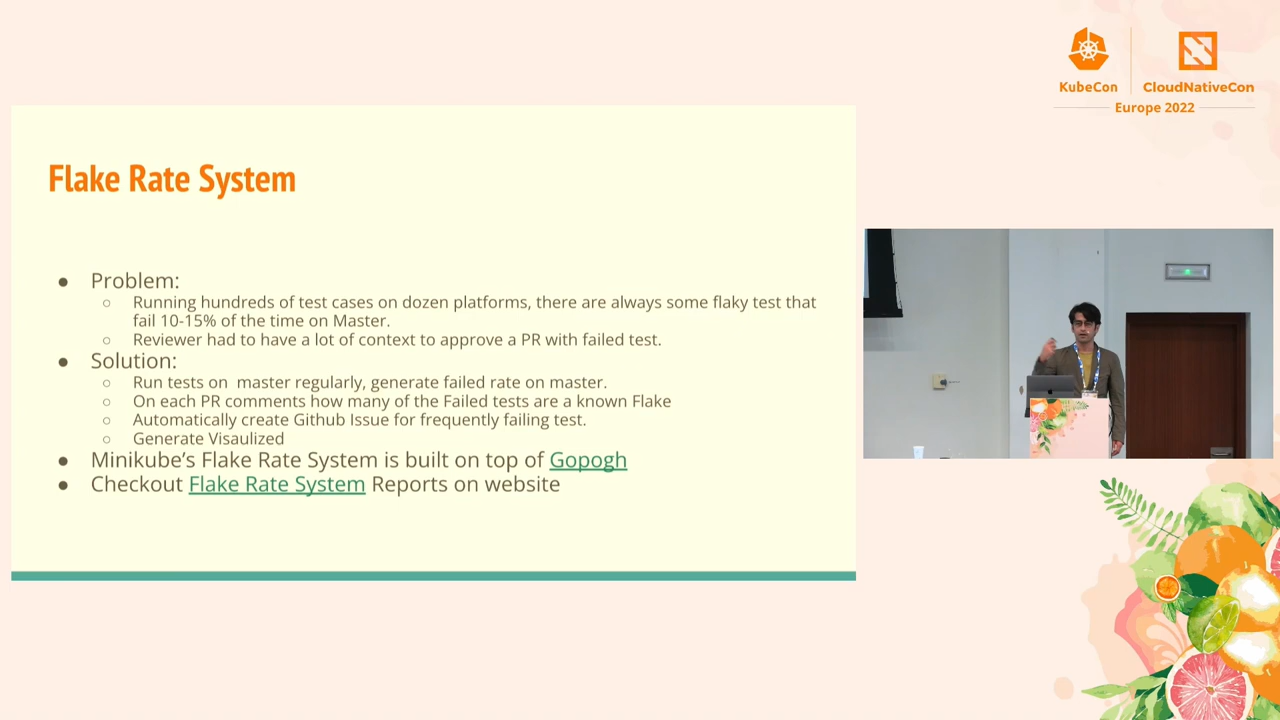 KubeCon
CloudNativeCon
Europe 2022
Flake Rate System
● Problem:
○ Running hundreds of test cases on dozen platforms, there are always some flaky test that
fail 10-15% of the time on Master.
○ Reviewer had to have a lot of context to approve a PR with failed test.
● Solution:
○ Run tests on  master regularly, generate failed rate on master.
○ On each PR comments how many of the Failed tests are a known Flake
○ Automatically create Github Issue for frequently failing test.
○ Generate Visaulized
● Minikube’s Flake Rate System is built on top of Gopogh
● Checkout Flake Rate System Reports on website